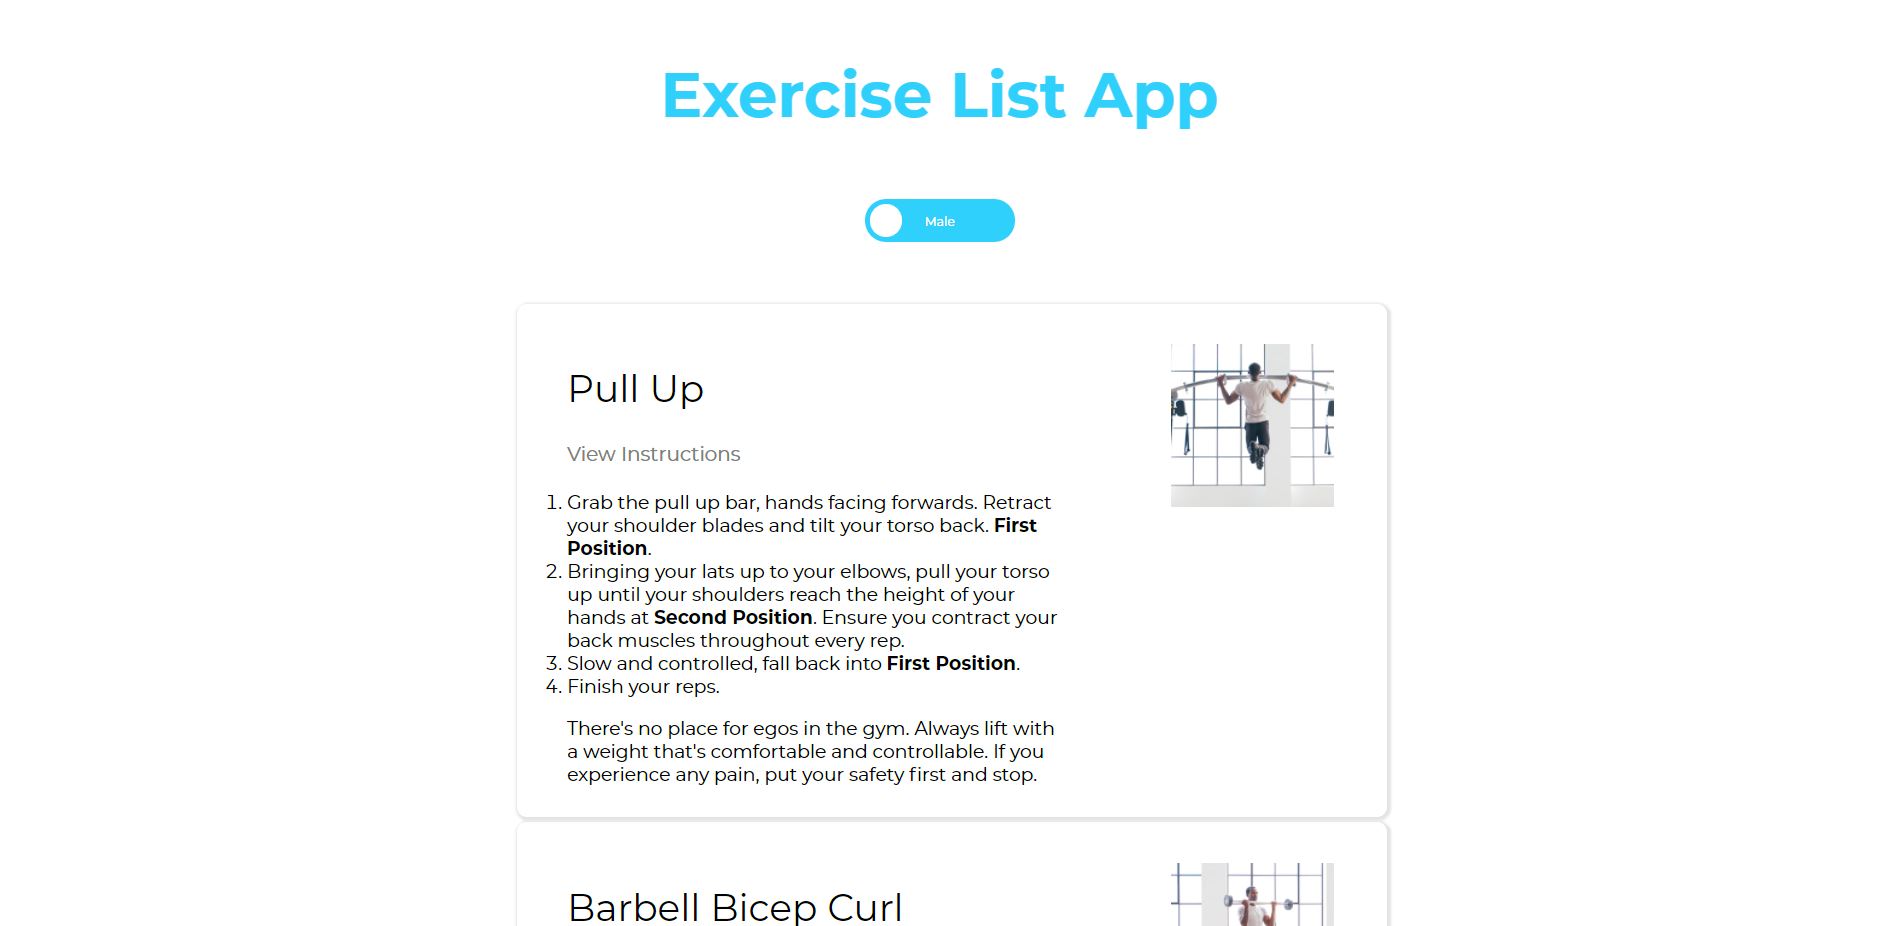 Exercise List App
Male
Pull Up
View Instructions
1. Grab the pull up bar, hands facing forwards. Retract
your shoulder blades and tilt your torso back. First
Position.
2. Bringing your lats up to your elbows, pull your torso
up until your shoulders reach the height of your
hands at Second Position. Ensure you contract your
back muscles throughout every rep.
3. Slow and controlled, fall back into First Position.
4. Finish your reps.
There's no place for egos in the gym. Always lift with
a weight that's comfortable and controllable. If you
experience any pain, put your safety first and stop.
Barbell Bicep Curl